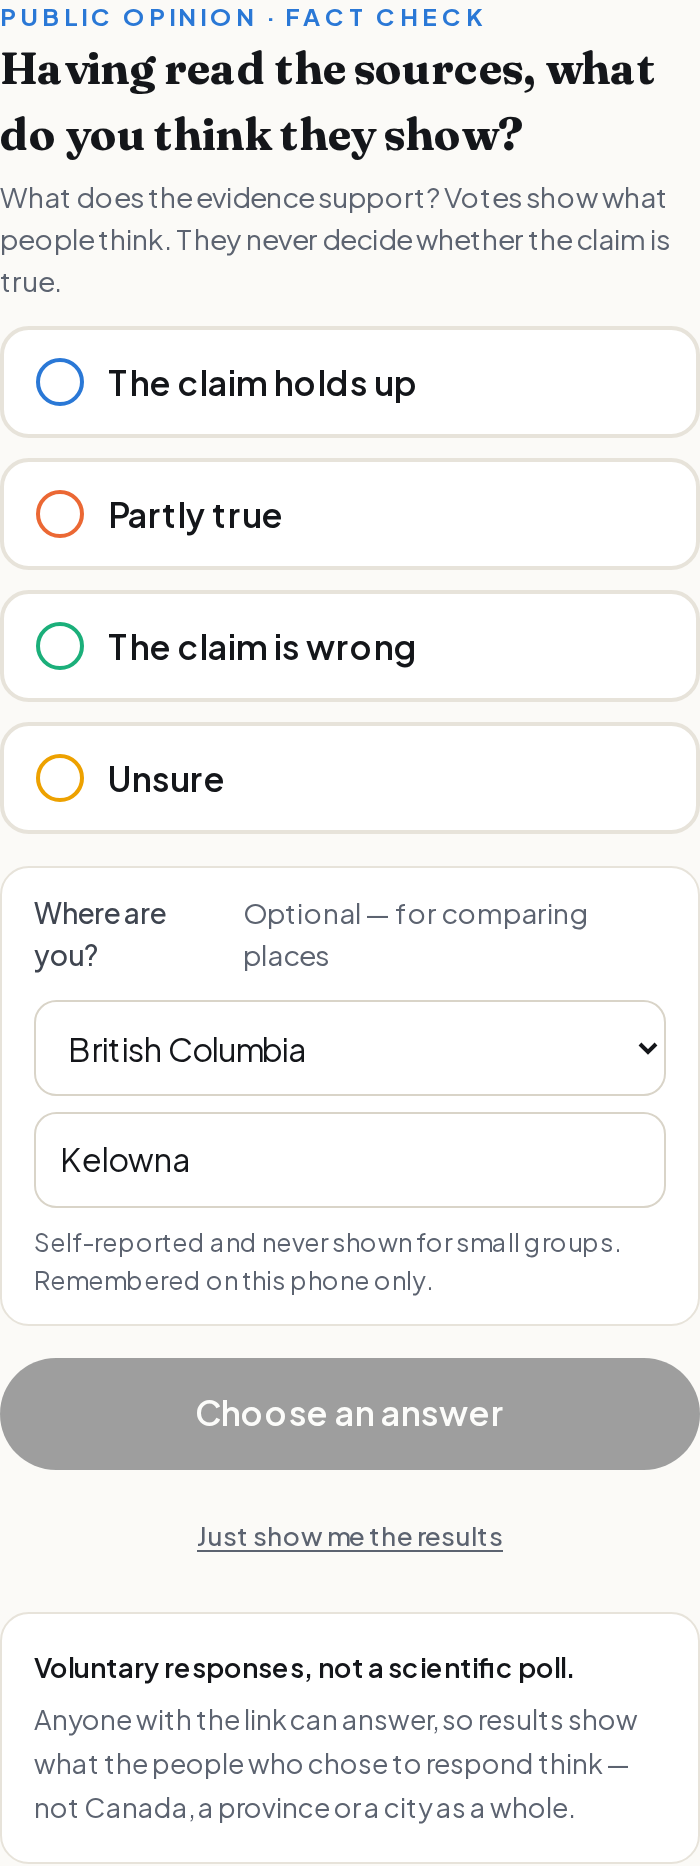 PUBLIC OPINION · FACT CHECK
Having read the sources, what
do you think they show?
What does the evidence support? Votes show what
people think. They never decide whether the claim is
true.
The claim holds up
Partly true
The claim is wrong
Unsure
Where are
you?
Optional — for comparing
places
British Columbia
Kelowna
Self-reported and never shown for small groups.
Remembered on this phone only.
Choose an answer
Just show me the results
Voluntary responses, not a scientific poll.
Anyone with the link can answer, so results show
what the people who chose to respond think —
not Canada, a province or a city as a whole.